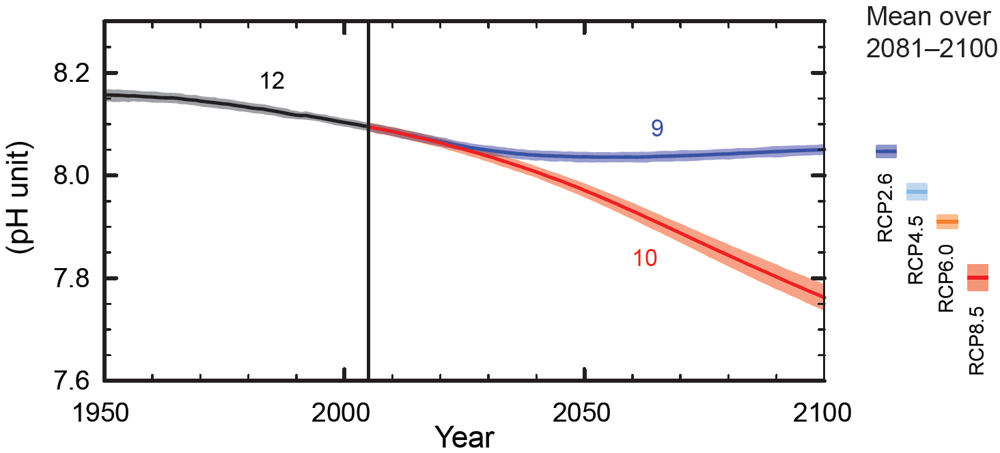 Mean over
2081–2100
8.2
8.0
7.8
7.6
(pH unit)
12
9
10
1950
2000
2050
2100
Year
RCP2.6
RCP4.5
RCP6.0
RCP8.5